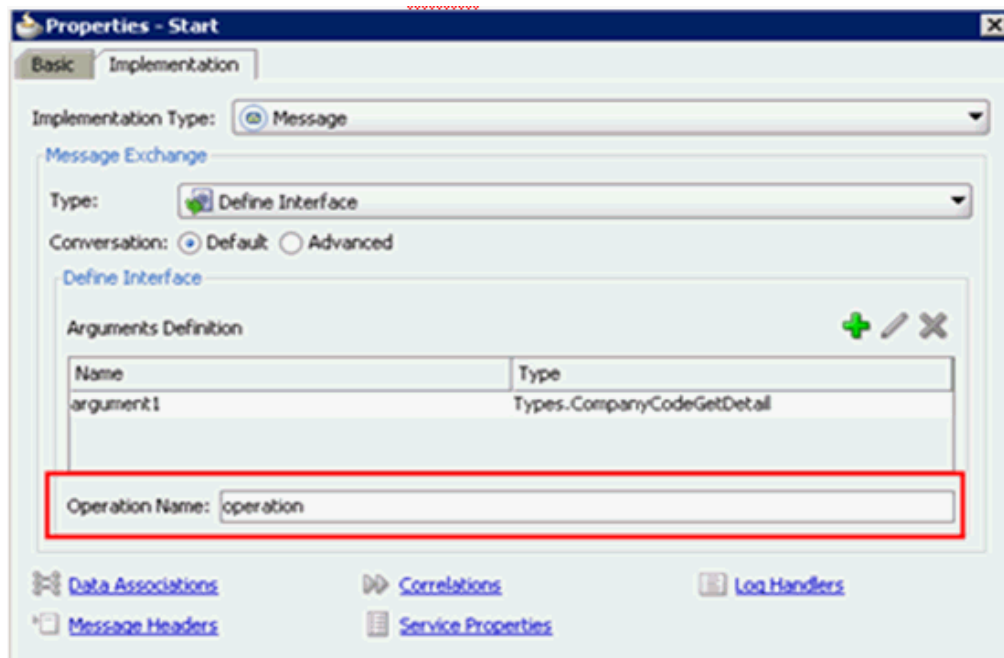 Properties - Start
Basic Implementation
Implementation Type: Message
Message Exchange
Type: Define Interface
Conversation: Default Advanced
Define Interface
Arguments Definition
Name Type
argument1 Types.CompanyCodeGetDetail
Operation Name: operation
Data Associations Correlations Log Handlers
Message Headers Service Properties